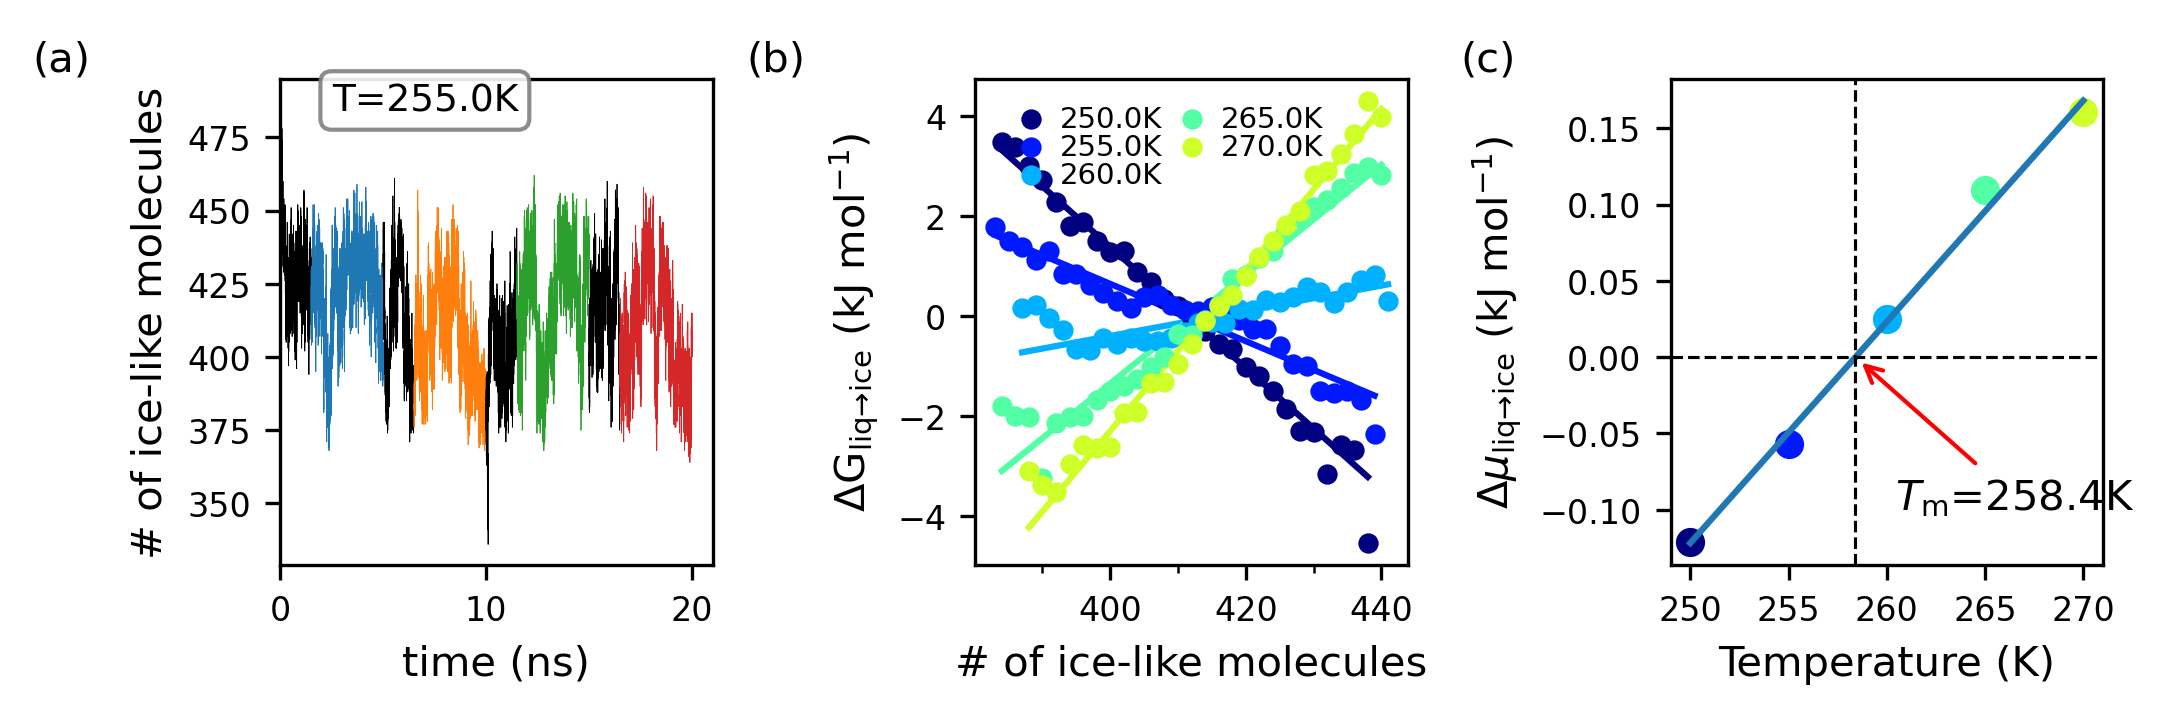 (a)
T=255.0K
# of ice-like molecules
475
450
425
400
375
350
0
10
20
time (ns)
(b)
250.0K
255.0K
260.0K
265.0K
270.0K
ΔG_liq→ice (kJ mol⁻¹)
4
2
0
−2
−4
400
420
440
# of ice-like molecules
(c)
Δμ_liq→ice (kJ mol⁻¹)
0.15
0.10
0.05
0.00
−0.05
−0.10
T_m=258.4K
250
255
260
265
270
Temperature (K)